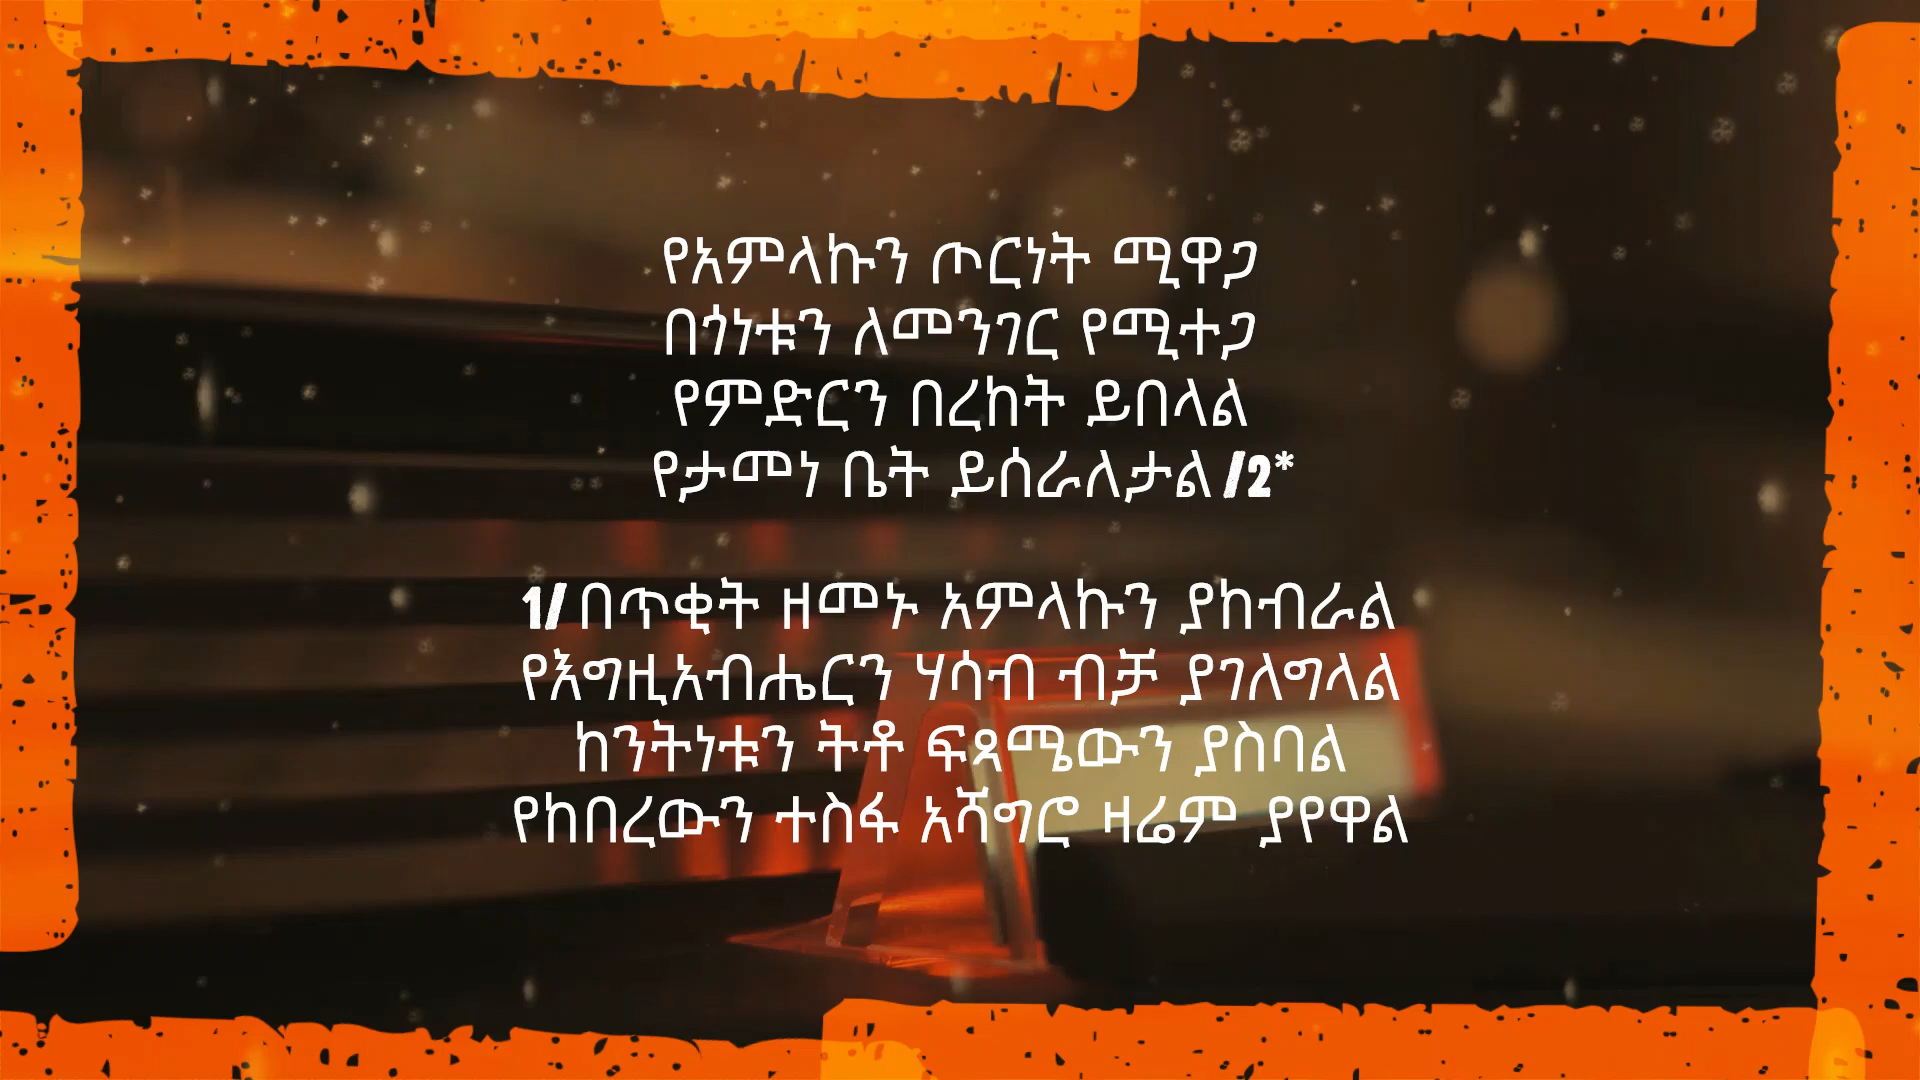 የአምላኩን ጦርነት ሚዋጋ
በጎነቱን ለመንገር የሚተጋ
የምድርን በረከት ይበላል
የታመነ ቤት ይሰራለታል /2*
1/ በጥቂት ዘመኑ አምላኩን ያከብራል
የእግዚአብሔርን ሃሳብ ብቻ ያገለግላል
ከንትነቱን ትቶ ፍጻሜውን ያስባል
የከበረውን ተስፋ አሻግሮ ዛሬም ያየዋል